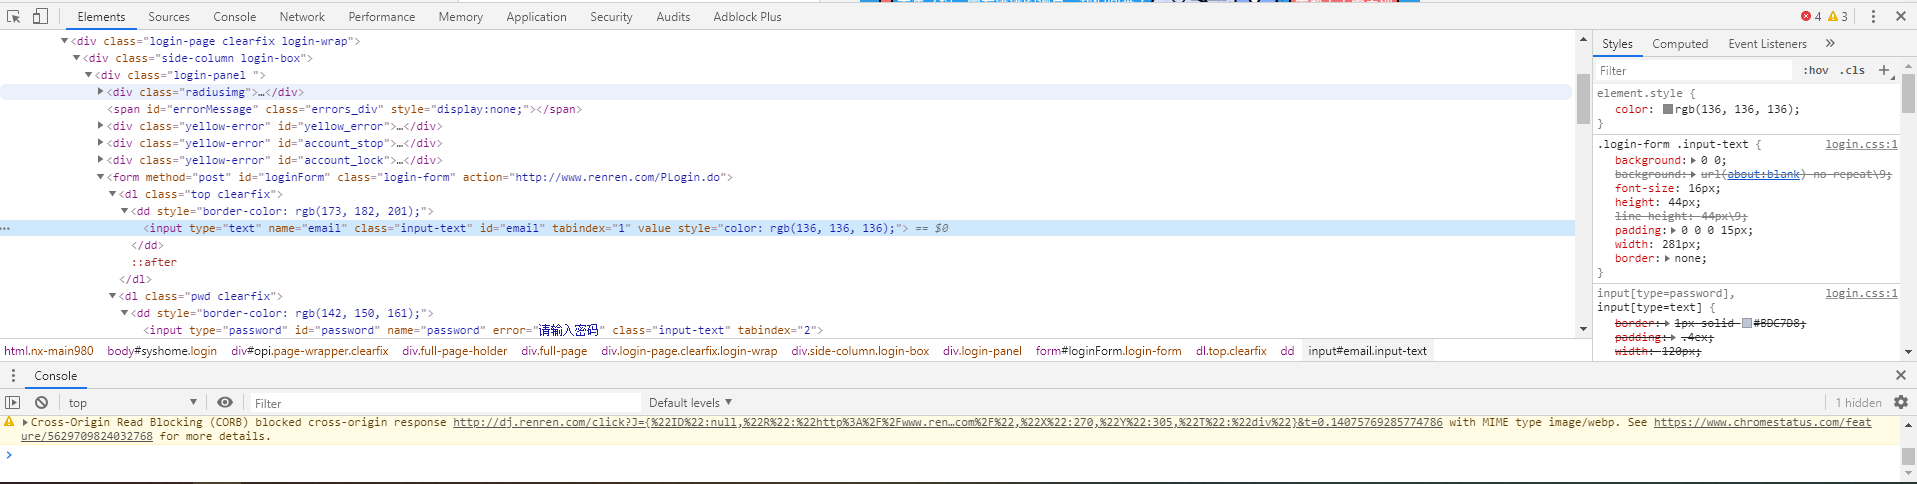 Elements Sources Console Network Performance Memory Application Security Audits Adblock Plus 4 3
<div class="login-page clearfix login-wrap">
<div class="side-column login-box">
<div class="login-panel ">
<div class="radiusimg">…</div>
<span id="errorMessage" class="errors_div" style="display:none;"></span>
<div class="yellow-error" id="yellow_error">…</div>
<div class="yellow-error" id="account_stop">…</div>
<div class="yellow-error" id="account_lock">…</div>
<form method="post" id="loginForm" class="login-form" action="http://www.renren.com/PLogin.do">
<dl class="top clearfix">
<dd style="border-color: rgb(173, 182, 201);">
… <input type="text" name="email" class="input-text" id="email" tabindex="1" value style="color: rgb(136, 136, 136);"> == $0
</dd>
::after
</dl>
<dl class="pwd clearfix">
<dd style="border-color: rgb(142, 150, 161);">
<input type="password" id="password" name="password" error="请输入密码" class="input-text" tabindex="2">
html.nx-main980 body#syshome.login div#opi.page-wrapper.clearfix div.full-page-holder div.full-page div.login-page.clearfix.login-wrap div.side-column.login-box div.login-panel form#loginForm.login-form dl.top.clearfix dd input#email.input-text
Styles Computed Event Listeners »
Filter :hov .cls +
element.style {
color: rgb(136, 136, 136);
}
.login-form .input-text { login.css:1
background: 0 0;
background: url(about:blank) no repeat\9;
font-size: 16px;
height: 44px;
line height: 44px\9;
padding: 0 0 0 15px;
width: 281px;
border: none;
}
input[type=password], login.css:1
input[type=text] {
border: 1px solid #BDC7D8;
padding: .4ex;
width: 120px;
Console
top Filter Default levels 1 hidden
Cross-Origin Read Blocking (CORB) blocked cross-origin response http://dj.renren.com/click?J={%22ID%22:null,%22R%22:%22http%3A%2F%2Fwww.ren…com%2F%22,%22X%22:270,%22Y%22:305,%22T%22:%22div%22}&t=0.14075769285774786 with MIME type image/webp. See https://www.chromestatus.com/feat
ure/5629709824032768 for more details.
>